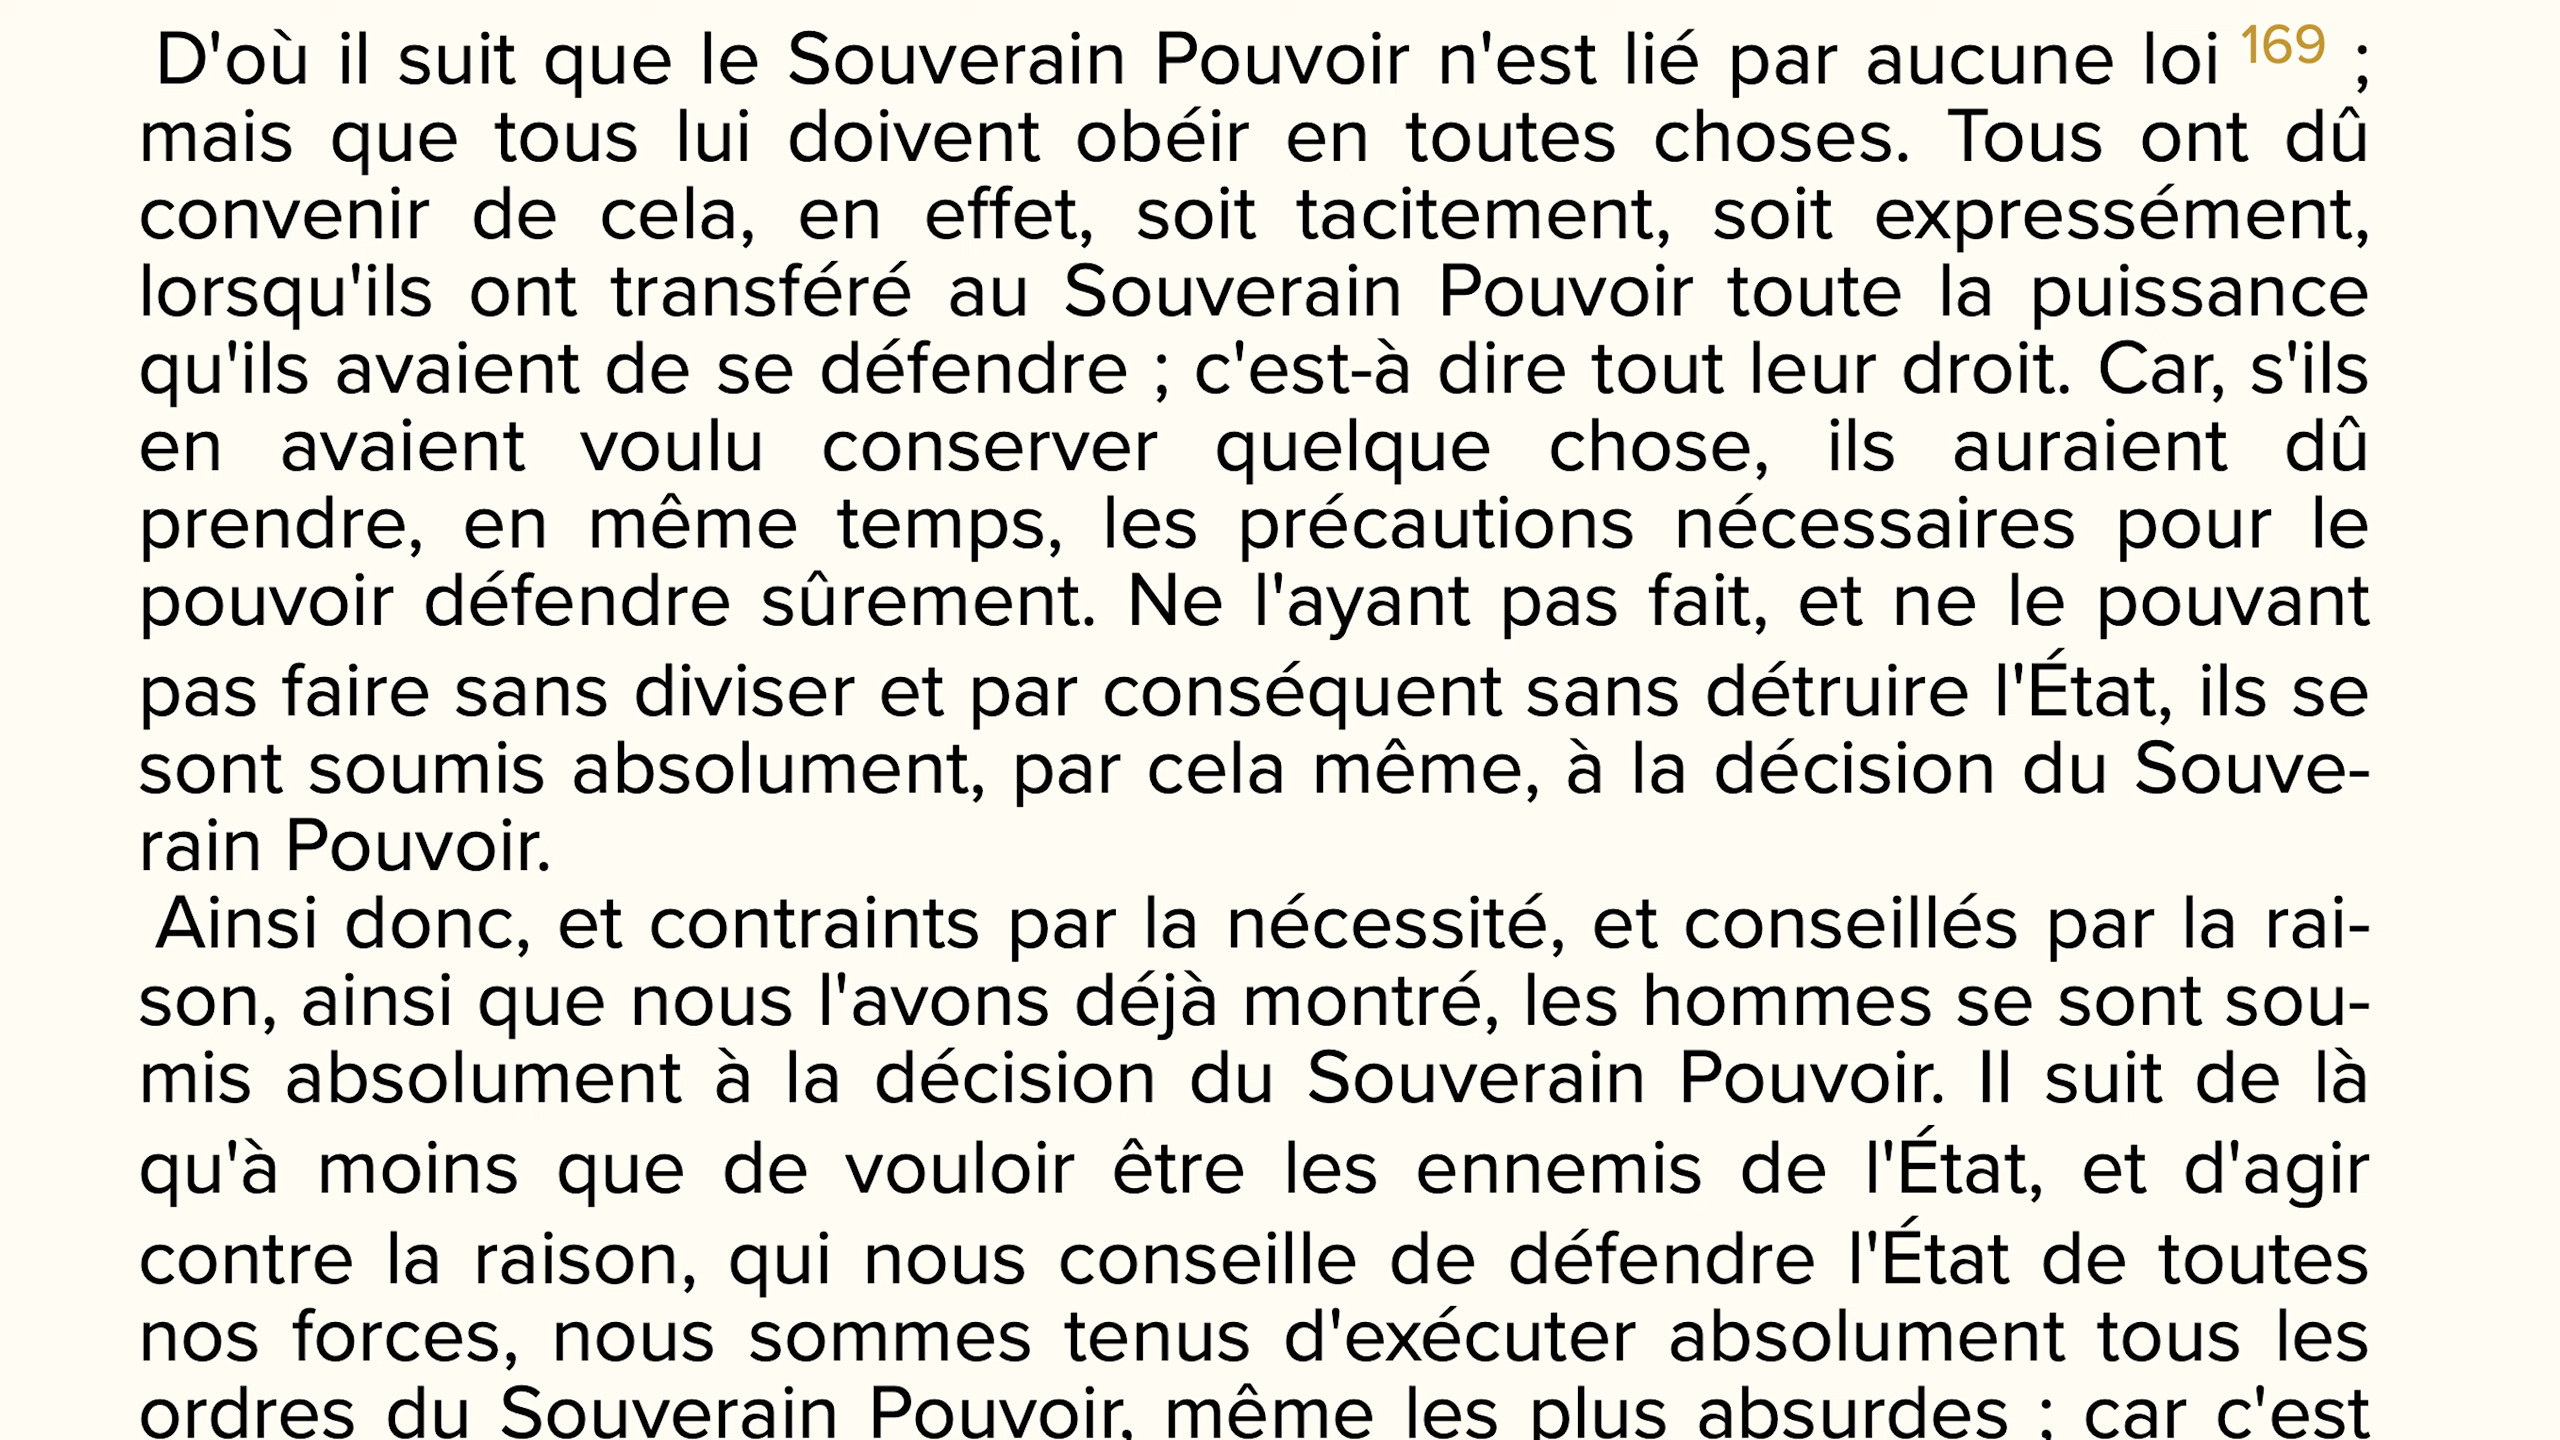 D'où il suit que le Souverain Pouvoir n'est lié par aucune loi 169 ;
mais que tous lui doivent obéir en toutes choses. Tous ont dû
convenir de cela, en effet, soit tacitement, soit expressément,
lorsqu'ils ont transféré au Souverain Pouvoir toute la puissance
qu'ils avaient de se défendre ; c'est-à dire tout leur droit. Car, s'ils
en avaient voulu conserver quelque chose, ils auraient dû
prendre, en même temps, les précautions nécessaires pour le
pouvoir défendre sûrement. Ne l'ayant pas fait, et ne le pouvant
pas faire sans diviser et par conséquent sans détruire l'État, ils se
sont soumis absolument, par cela même, à la décision du Souve-
rain Pouvoir.
Ainsi donc, et contraints par la nécessité, et conseillés par la rai-
son, ainsi que nous l'avons déjà montré, les hommes se sont sou-
mis absolument à la décision du Souverain Pouvoir. Il suit de là
qu'à moins que de vouloir être les ennemis de l'État, et d'agir
contre la raison, qui nous conseille de défendre l'État de toutes
nos forces, nous sommes tenus d'exécuter absolument tous les
ordres du Souverain Pouvoir, même les plus absurdes ; car c'est